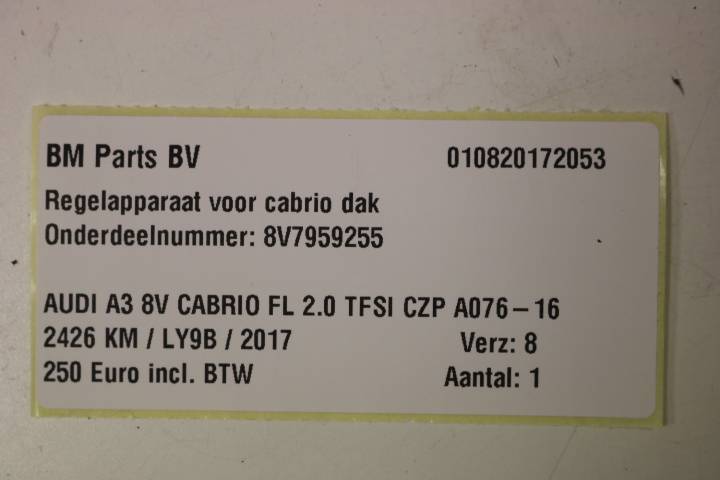 BM Parts BV 010820172053
Regelapparaat voor cabrio dak
Onderdeelnummer: 8V7959255
AUDI A3 8V CABRIO FL 2.0 TFSI CZP A076-16
2426 KM / LY9B / 2017 Verz: 8
250 Euro incl. BTW Aantal: 1